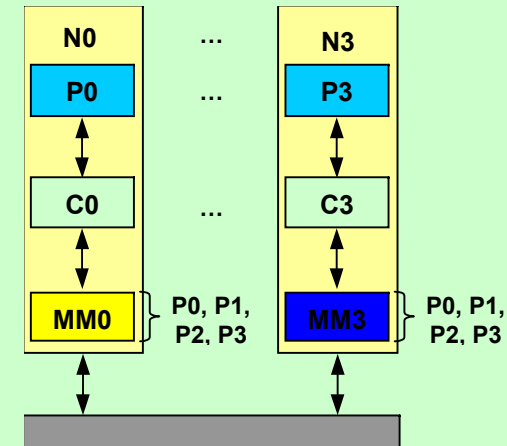 N0 ... N3
P0 ... P3
C0 ... C3
MM0 P0, P1, P2, P3
MM3 P0, P1, P2, P3